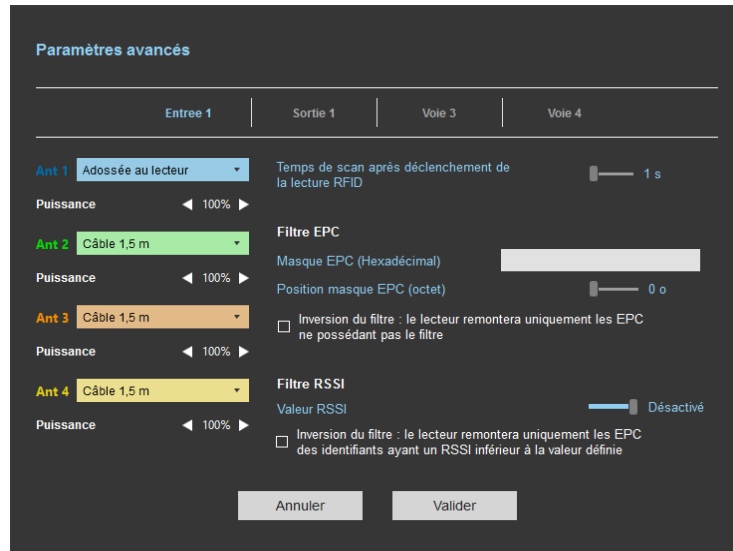 Paramètres avancés
Entree 1
Sortie 1
Voie 3
Voie 4
Ant 1 Adossée au lecteur
Puissance 100%
Ant 2 Câble 1,5 m
Puissance 100%
Ant 3 Câble 1,5 m
Puissance 100%
Ant 4 Câble 1,5 m
Puissance 100%
Temps de scan après déclenchement de
la lecture RFID
1 s
Filtre EPC
Masque EPC (Hexadécimal)
Position masque EPC (octet) 0 o
Inversion du filtre : le lecteur remontera uniquement les EPC
ne possédant pas le filtre
Filtre RSSI
Valeur RSSI Désactivé
Inversion du filtre : le lecteur remontera uniquement les EPC
des identifiants ayant un RSSI inférieur à la valeur définie
Annuler
Valider